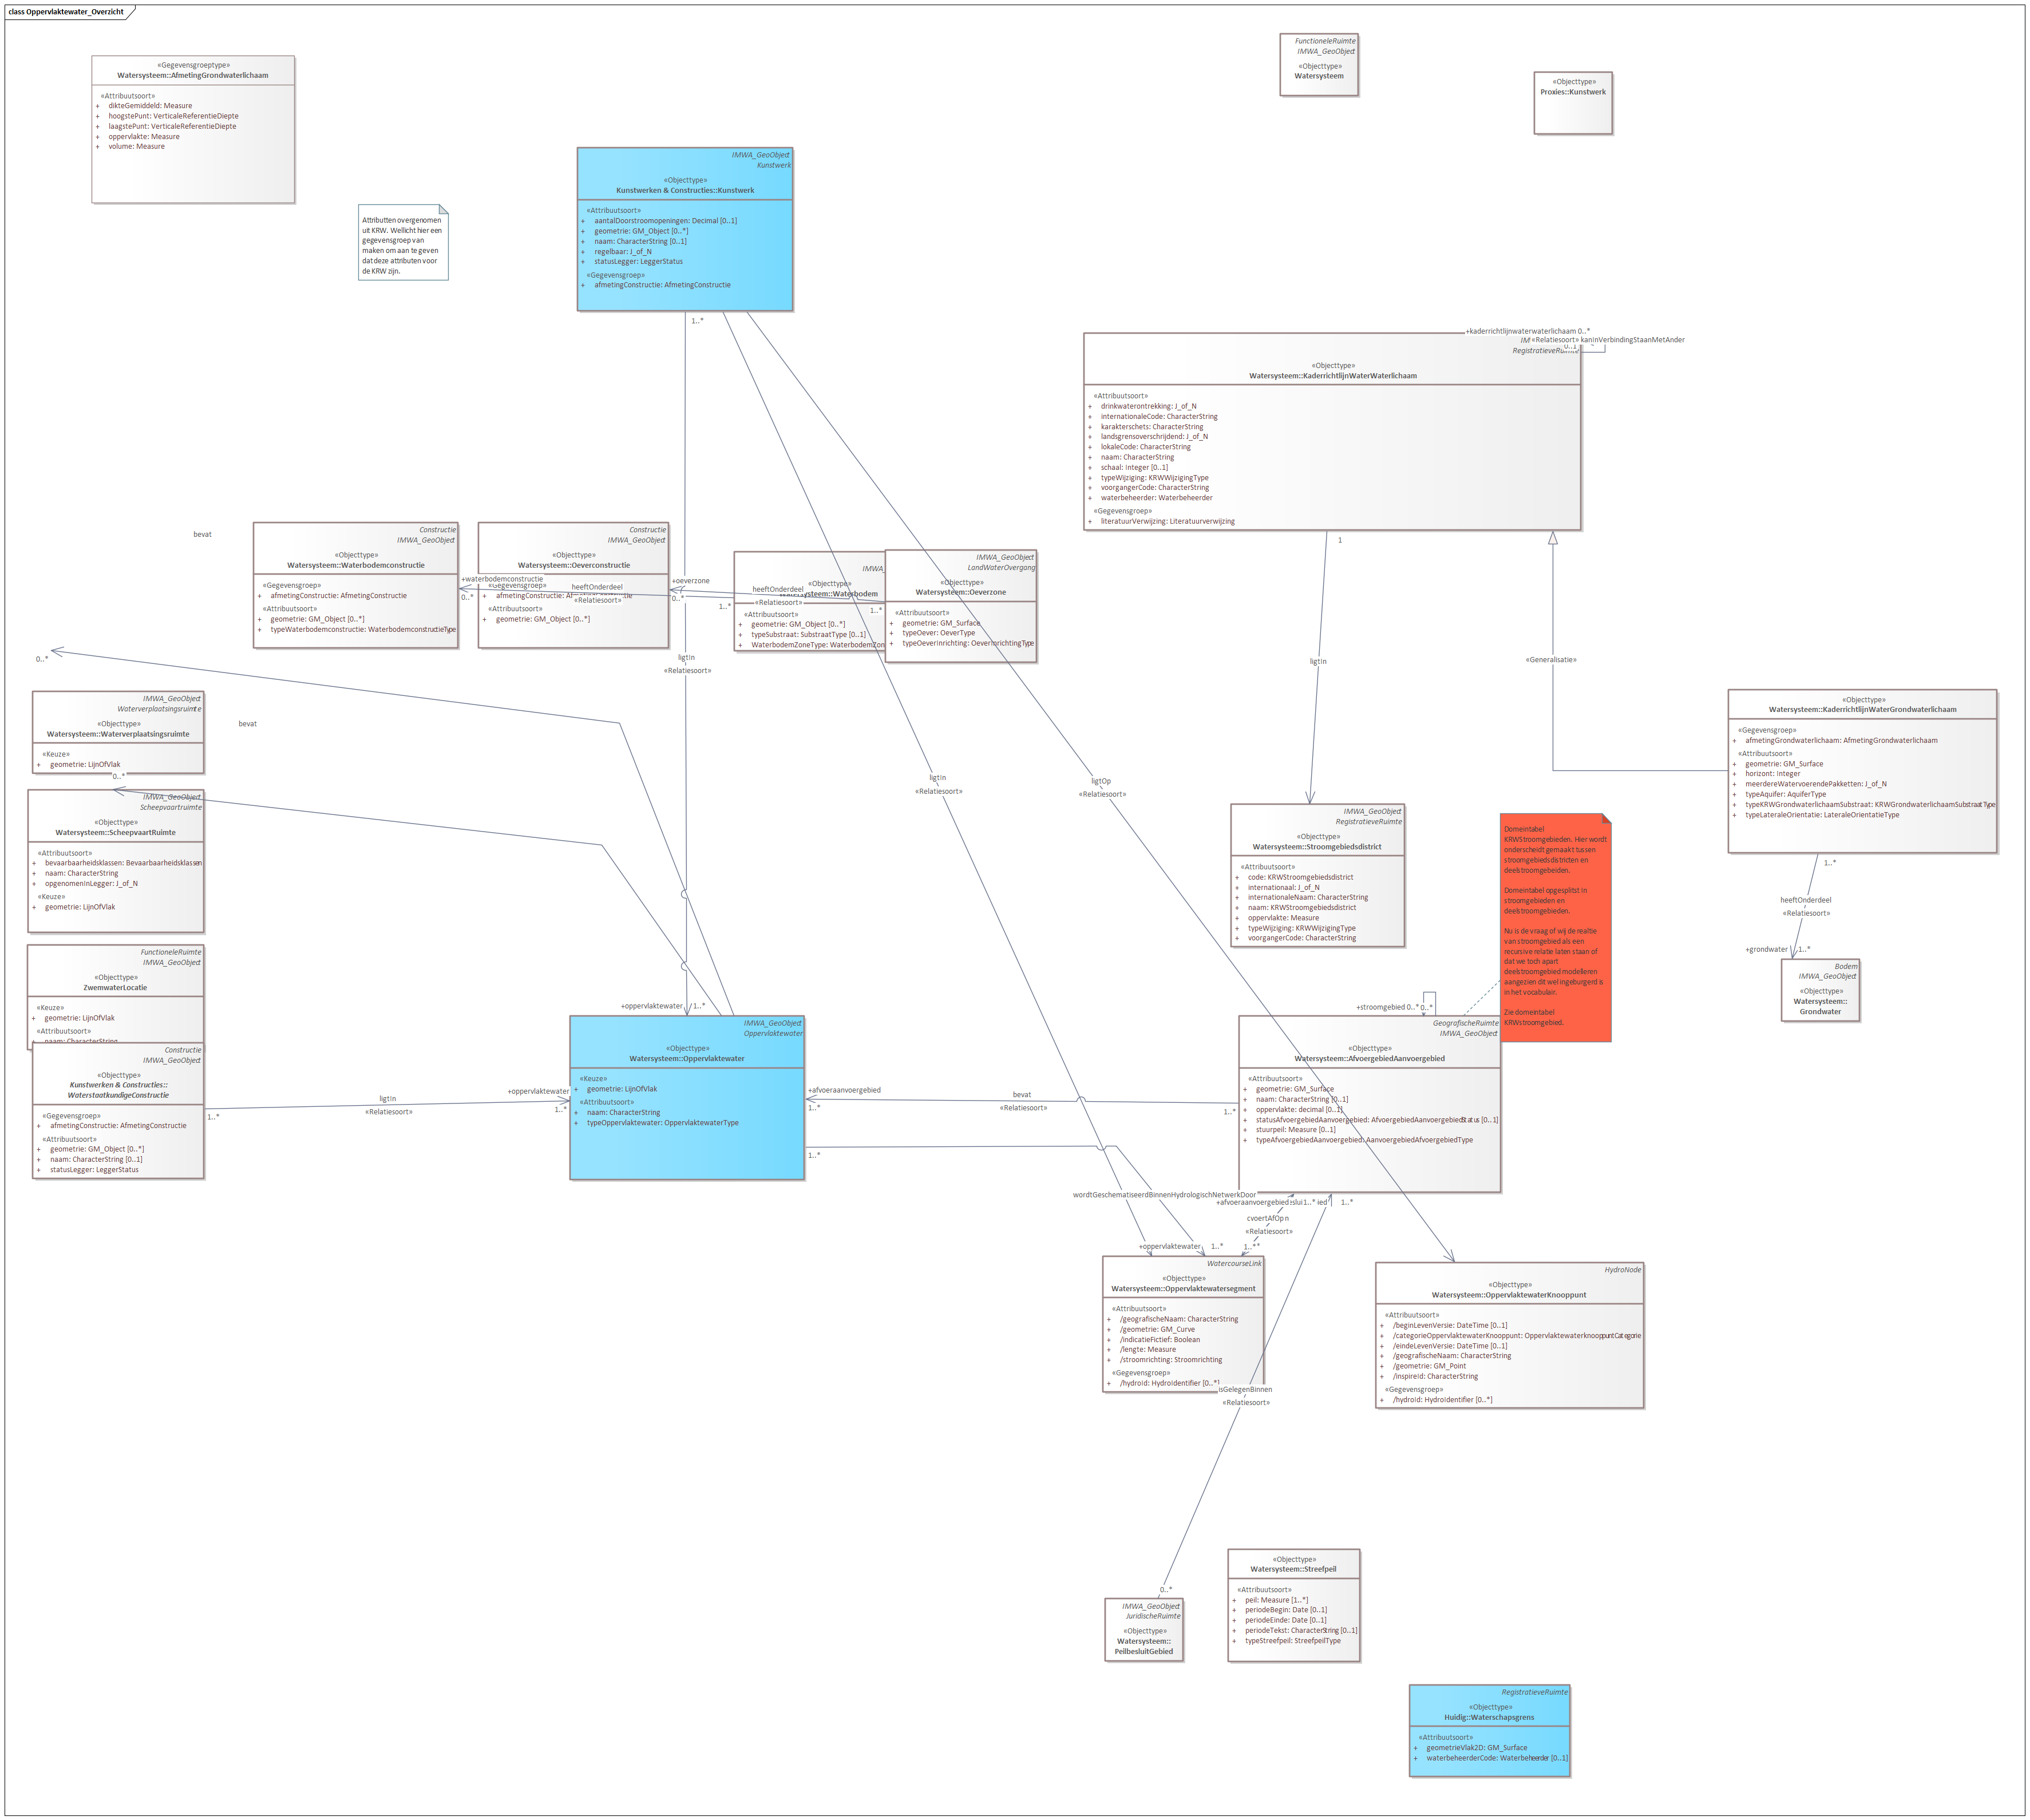 class Oppervlaktewater_Overzicht
«Gegevensgroeptype»
Watersysteem::AfmetingGrondwaterlichaam
«Attribuutsoort»
+ dikteGemiddeld: Measure
+ hoogstePunt: VerticaleReferentieDiepte
+ laagstePunt: VerticaleReferentieDiepte
+ oppervlakte: Measure
+ volume: Measure
FunctioneleRuimte
IMWA_GeoObject
«Objecttype»
Watersysteem
«Objecttype»
Proxies::Kunstwerk
Attributten overgenomen
uit KRW. Wellicht hier een
gegevensgroep van
maken om aan te geven
dat deze attributen voor
de KRW zijn.
IMWA_GeoObject
Kunstwerk
«Objecttype»
Kunstwerken & Constructies::Kunstwerk
«Attribuutsoort»
+ aantalDoorstroomopeningen: Decimal [0..1]
+ geometrie: GM_Object [0..*]
+ naam: CharacterString [0..1]
+ regelbaar: J_of_N
+ statusLegger: LeggerStatus
«Gegevensgroep»
+ afmetingConstructie: AfmetingConstructie
1..*
+kaderrichtlijnwaterwaterlichaam 0..*
«Relatiesoort» kanInVerbindingStaanMetAnder
0..1
IM
RegistratieveRuimte
«Objecttype»
Watersysteem::KaderrichtlijnWaterWaterlichaam
«Attribuutsoort»
+ drinkwaterontrekking: J_of_N
+ internationaleCode: CharacterString
+ karakterschets: CharacterString
+ landsgrensoverschrijdend: J_of_N
+ lokaleCode: CharacterString
+ naam: CharacterString
+ schaal: Integer [0..1]
+ typeWijziging: KRWWijzigingType
+ voorgangerCode: CharacterString
+ waterbeheerder: Waterbeheerder
«Gegevensgroep»
+ literatuurVerwijzing: Literatuurverwijzing
1
bevat
Constructie
IMWA_GeoObject
«Objecttype»
Watersysteem::Waterbodemconstructie
«Gegevensgroep»
+ afmetingConstructie: AfmetingConstructie
«Attribuutsoort»
+ geometrie: GM_Object [0..*]
+ typeWaterbodemconstructie: WaterbodemconstructieType
+waterbodemconstructie
0..*
Constructie
IMWA_GeoObject
«Objecttype»
Watersysteem::Oeverconstructie
«Gegevensgroep»
+ afmetingConstructie:
«Attribuutsoort»
+ geometrie: GM_Object [0..*]
heeftOnderdeel
«Relatiesoort»
+oeverzone
0..*
IMWA_
«Objecttype»
Watersysteem::Waterbodem
1..*
«Attribuutsoort»
+ geometrie: GM_Object [0..*]
+ typeSubstraat: SubstraatType [0..1]
+ WaterbodemZoneType: WaterbodemZon
heeftOnderdeel
«Relatiesoort»
1..*
IMWA_GeoObject
LandWaterOvergang
«Objecttype»
Watersysteem::Oeverzone
«Attribuutsoort»
+ geometrie: GM_Surface
+ typeOever: OeverType
+ typeOeverInrichting: OeverInrichtingType
ligtIn
«Relatiesoort»
ligtIn
«Generalisatie»
0..*
IMWA_GeoObject
Waterverplaatsingsruimte
«Objecttype»
Watersysteem::Waterverplaatsingsruimte
«Keuze»
+ geometrie: LijnOfVlak
0..*
bevat
IMWA_GeoObject
Scheepvaartruimte
«Objecttype»
Watersysteem::ScheepvaartRuimte
«Attribuutsoort»
+ bevaarbaarheidsklassen: Bevaarbaarheidsklassen
+ naam: CharacterString
+ opgenomenInLegger: J_of_N
«Keuze»
+ geometrie: LijnOfVlak
ligtIn
«Relatiesoort»
ligtOp
«Relatiesoort»
«Objecttype»
Watersysteem::KaderrichtlijnWaterGrondwaterlichaam
«Gegevensgroep»
+ afmetingGrondwaterlichaam: AfmetingGrondwaterlichaam
«Attribuutsoort»
+ geometrie: GM_Surface
+ horizont: Integer
+ meerdereWatervoerendePakketten: J_of_N
+ typeAquifer: AquiferType
+ typeKRWGrondwaterlichaamSubstraat: KRWGrondwaterlichaamSubstraatType
+ typeLateraleOrientatie: LateraleOrientatieType
1..*
heeftOnderdeel
«Relatiesoort»
+grondwater
1..*
Bodem
IMWA_GeoObject
«Objecttype»
Watersysteem::
Grondwater
IMWA_GeoObject
RegistratieveRuimte
«Objecttype»
Watersysteem::Stroomgebiedsdistrict
«Attribuutsoort»
+ code: KRWStroomgebiedsdistrict
+ internationaal: J_of_N
+ internationaleNaam: CharacterString
+ naam: KRWStroomgebiedsdistrict
+ oppervlakte: Measure
+ typeWijziging: KRWWijzigingType
+ voorgangerCode: CharacterString
Domeintabel
KRWStroomgebieden. Hier wordt
onderscheidt gemaakt tussen
stroomgebiedsdistricten en
deelstroomgebeiden.
Domeintabel opgesplitst in
stroomgebieden en
deelstroomgebieden.
Nu is de vraag of wij de realtie
van stroomgebied als een
recursive relatie laten staan of
dat we toch apart
deelstroomgebied modelleren
aangezien dit wel ingeburgerd is
in het vocabulair.
Zie domeintabel
KRWstroomgebied.
FunctioneleRuimte
IMWA_GeoObject
«Objecttype»
ZwemwaterLocatie
«Keuze»
+ geometrie: LijnOfVlak
«Attribuutsoort»
+ naam: CharacterString
Constructie
IMWA_GeoObject
«Objecttype»
Kunstwerken & Constructies::
WaterstaatkundigeConstructie
«Gegevensgroep»
+ afmetingConstructie: AfmetingConstructie
«Attribuutsoort»
+ geometrie: GM_Object [0..*]
+ naam: CharacterString [0..1]
+ statusLegger: LeggerStatus
1..*
ligtIn
«Relatiesoort»
+oppervlaktewater
1..*
+oppervlaktewater
1..*
IMWA_GeoObject
Oppervlaktewater
«Objecttype»
Watersysteem::Oppervlaktewater
«Keuze»
+ geometrie: LijnOfVlak
«Attribuutsoort»
+ naam: CharacterString
+ typeOppervlaktewater: OppervlaktewaterType
+afvoeraanvoergebied
1..*
bevat
«Relatiesoort»
1..*
1..*
+stroomgebied 0..*
0..*
GeografischeRuimte
IMWA_GeoObject
«Objecttype»
Watersysteem::AfvoergebiedAanvoergebied
«Attribuutsoort»
+ geometrie: GM_Surface
+ naam: CharacterString [0..1]
+ oppervlakte: decimal [0..1]
+ statusAfvoergebiedAanvoergebied: AfvoergebiedAanvoergebiedStatus [0..1]
+ stuurpeil: Measure [0..1]
+ typeAfvoergebiedAanvoergebied: AanvoergebiedAfvoergebiedType
wordtGeschematiseerdBinnenHydrologischNetwerkDoor
+afvoeraanvoergebied
1..*
1..*
«Relatiesoort»
+oppervlaktewater
1..*
1..*
WatercourseLink
«Objecttype»
Watersysteem::Oppervlaktewatersegment
«Attribuutsoort»
+ /geografischeNaam: CharacterString
+ /geometrie: GM_Curve
+ /indicatieFictief: Boolean
+ /lengte: Measure
+ /stroomrichting: Stroomrichting
«Gegevensgroep»
+ /hydroId: HydroIdentifier [0..*]
HydroNode
«Objecttype»
Watersysteem::OppervlaktewaterKnooppunt
«Attribuutsoort»
+ /beginLevenVersie: DateTime [0..1]
+ /categorieOppervlaktewaterKnooppunt: OppervlaktewaterknooppuntCategorie
+ /eindeLevenVersie: DateTime [0..1]
+ /geografischeNaam: CharacterString
+ /geometrie: GM_Point
+ /inspireId: CharacterString
«Gegevensgroep»
+ /hydroId: HydroIdentifier [0..*]
isGelegenBinnen
«Relatiesoort»
0..*
IMWA_GeoObject
JuridischeRuimte
«Objecttype»
Watersysteem::
PeilbesluitGebied
«Objecttype»
Watersysteem::Streefpeil
«Attribuutsoort»
+ peil: Measure [1..*]
+ periodeBegin: Date [0..1]
+ periodeEinde: Date [0..1]
+ periodeTekst: CharacterString [0..1]
+ typeStreefpeil: StreefpeilType
RegistratieveRuimte
«Objecttype»
Huidig::Waterschapsgrens
«Attribuutsoort»
+ geometrieVlak2D: GM_Surface
+ waterbeheerderCode: Waterbeheerder [0..1]